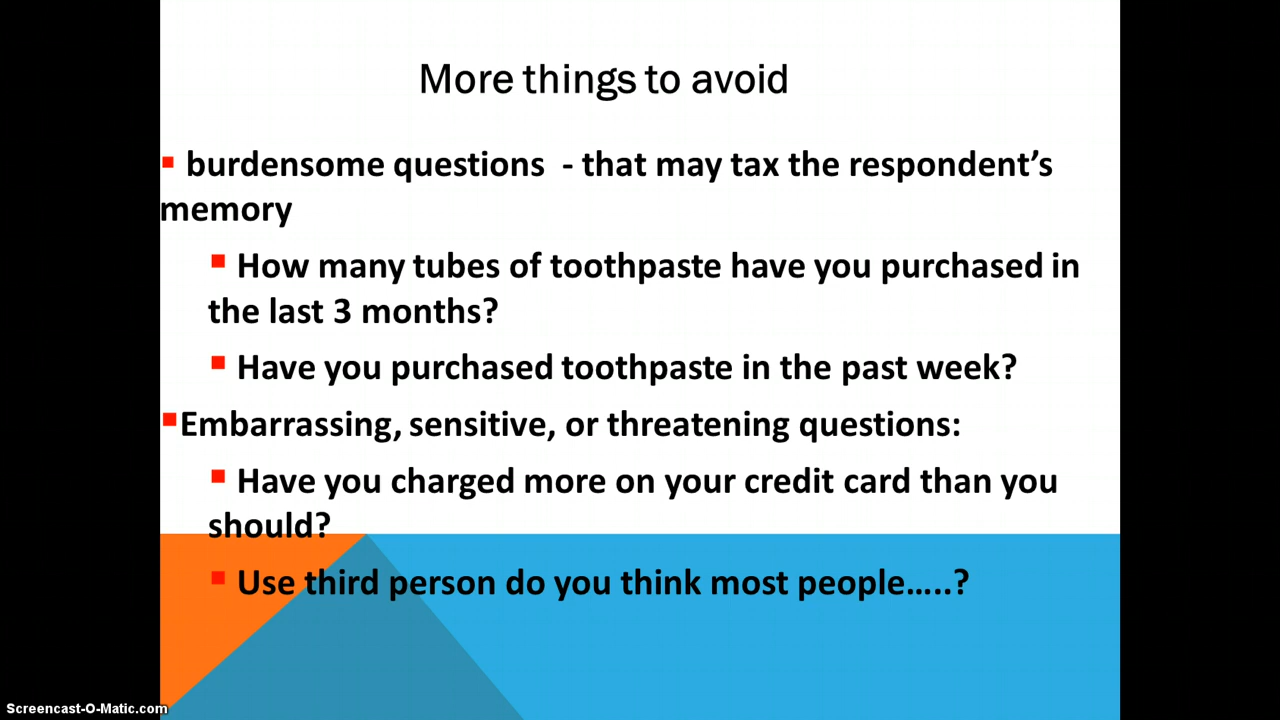 More things to avoid
▪ burdensome questions - that may tax the respondent’s
memory
▪ How many tubes of toothpaste have you purchased in
the last 3 months?
▪ Have you purchased toothpaste in the past week?
▪Embarrassing, sensitive, or threatening questions:
▪ Have you charged more on your credit card than you
should?
▪ Use third person do you think most people…..?
Screencast-O-Matic.com